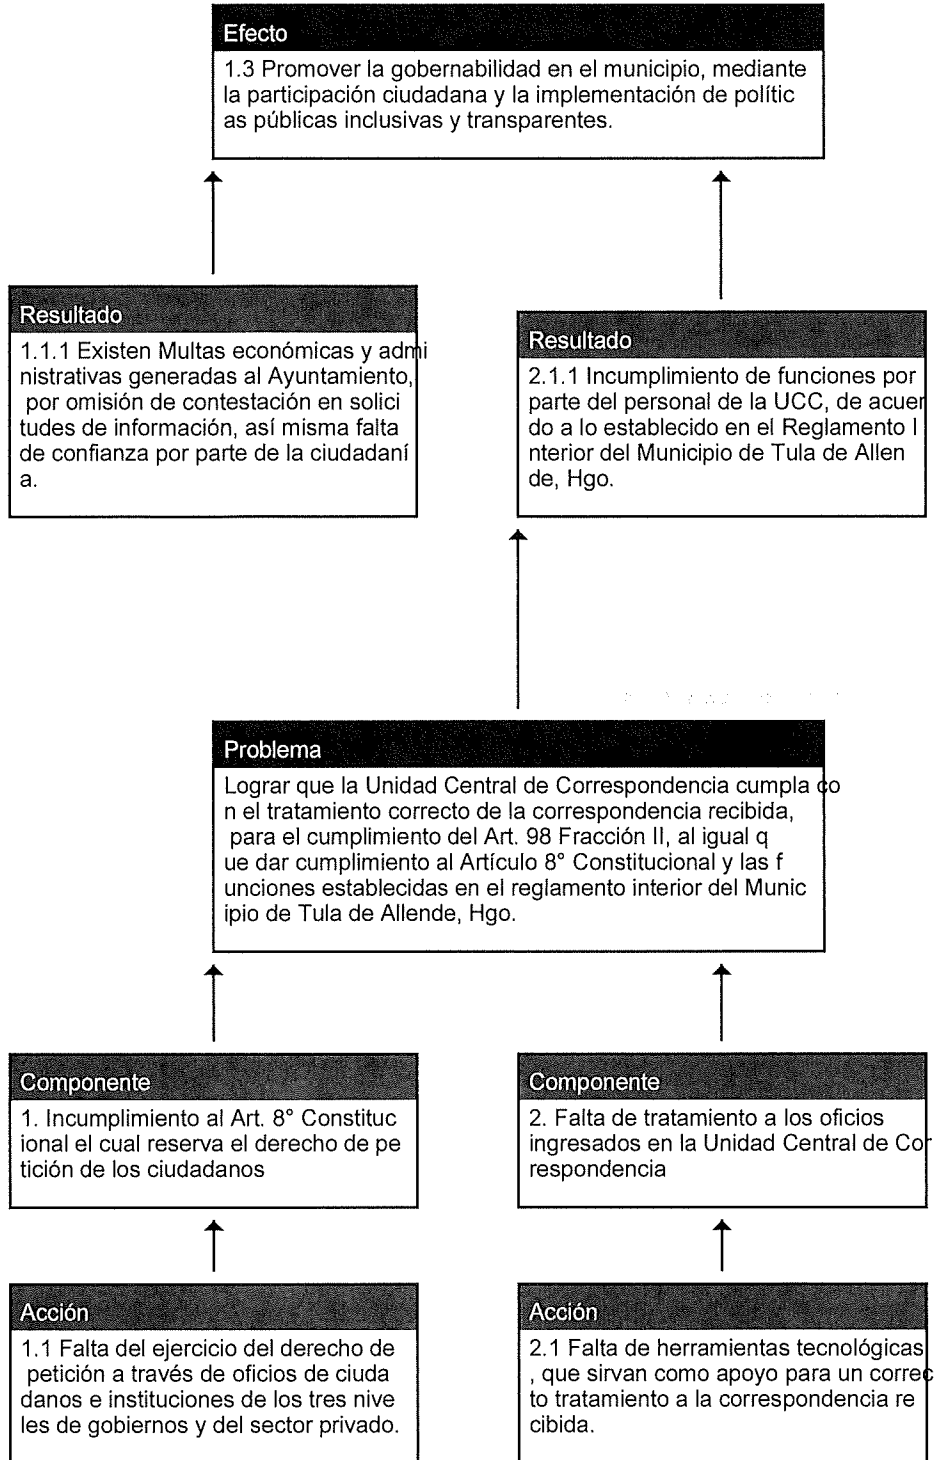 Efecto
1.3 Promover la gobernabilidad en el municipio, mediante
la participación ciudadana y la implementación de polític
as públicas inclusivas y transparentes.
Resultado
1.1.1 Existen Multas económicas y admi
nistrativas generadas al Ayuntamiento,
por omisión de contestación en solici
tudes de información, así misma falta
de confianza por parte de la ciudadaní
a.
Resultado
2.1.1 Incumplimiento de funciones por
parte del personal de la UCC, de acuer
do a lo establecido en el Reglamento I
nterior del Municipio de Tula de Allen
de, Hgo.
Problema
Lograr que la Unidad Central de Correspondencia cumpla co
n el tratamiento correcto de la correspondencia recibida,
para el cumplimiento del Art. 98 Fracción II, al igual q
ue dar cumplimiento al Artículo 8° Constitucional y las f
unciones establecidas en el reglamento interior del Munic
ipio de Tula de Allende, Hgo.
Componente
1. Incumplimiento al Art. 8° Constituc
ional el cual reserva el derecho de pe
tición de los ciudadanos
Componente
2. Falta de tratamiento a los oficios
ingresados en la Unidad Central de Cor
respondencia
Acción
1.1 Falta del ejercicio del derecho de
petición a través de oficios de ciuda
danos e instituciones de los tres nive
les de gobiernos y del sector privado.
Acción
2.1 Falta de herramientas tecnológicas
, que sirvan como apoyo para un correc
to tratamiento a la correspondencia re
cibida.